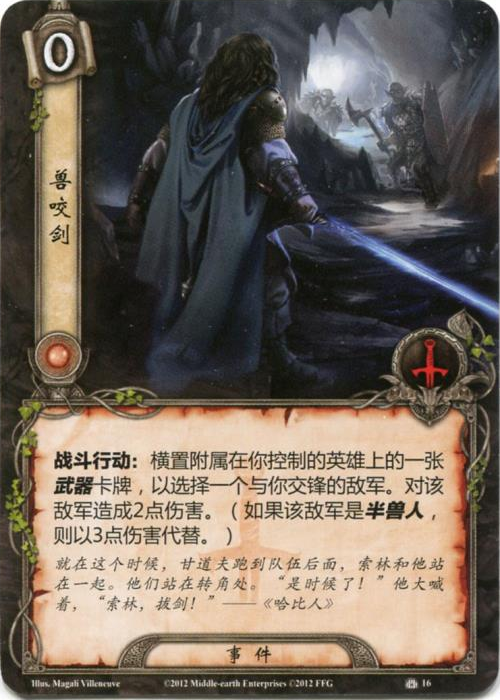 0
兽咬剑
战斗行动：横置附属在你控制的英雄上的一张
武器卡牌，以选择一个与你交锋的敌军。对该
敌军造成2点伤害。（如果该敌军是半兽人，
则以3点伤害代替。）
就在这个时候，甘道夫跑到队伍后面，索林和他站
在一起。他们站在转角处。“是时候了！”他大喊
着，“索林，拔剑！”——《哈比人》
事件
Illus. Magali Villeneuve
©2012 Middle-earth Enterprises ©2012 FFG
16